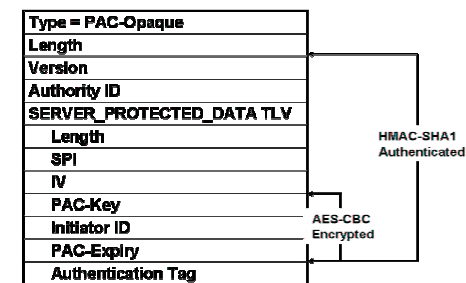 Type = PAC-Opaque
Length
Version
Authority ID
SERVER_PROTECTED_DATA TLV
Length
SPI
IV
PAC-Key
Initiator ID
PAC-Expiry
Authentication Tag
HMAC-SHA1
Authenticated
AES-CBC
Encrypted